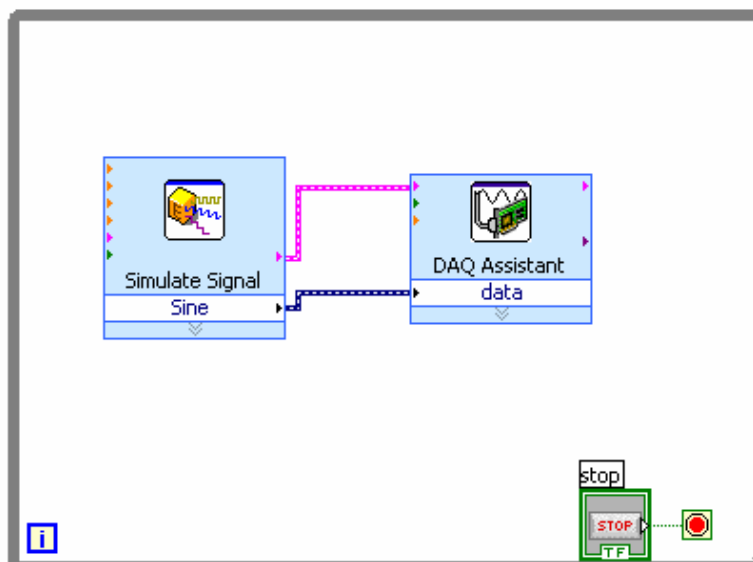 Simulate Signal
Sine
DAQ Assistant
data
stop
STOP
TF
i